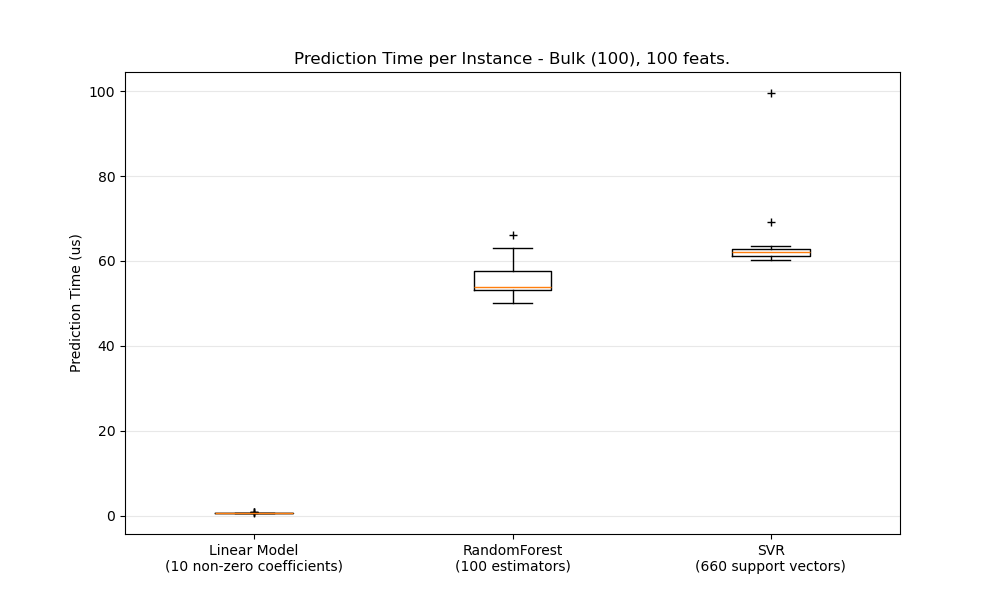 Prediction Time per Instance - Bulk (100), 100 feats.
100
80
60
40
20
0
Prediction Time (us)
Linear Model
(10 non-zero coefficients)
RandomForest
(100 estimators)
SVR
(660 support vectors)